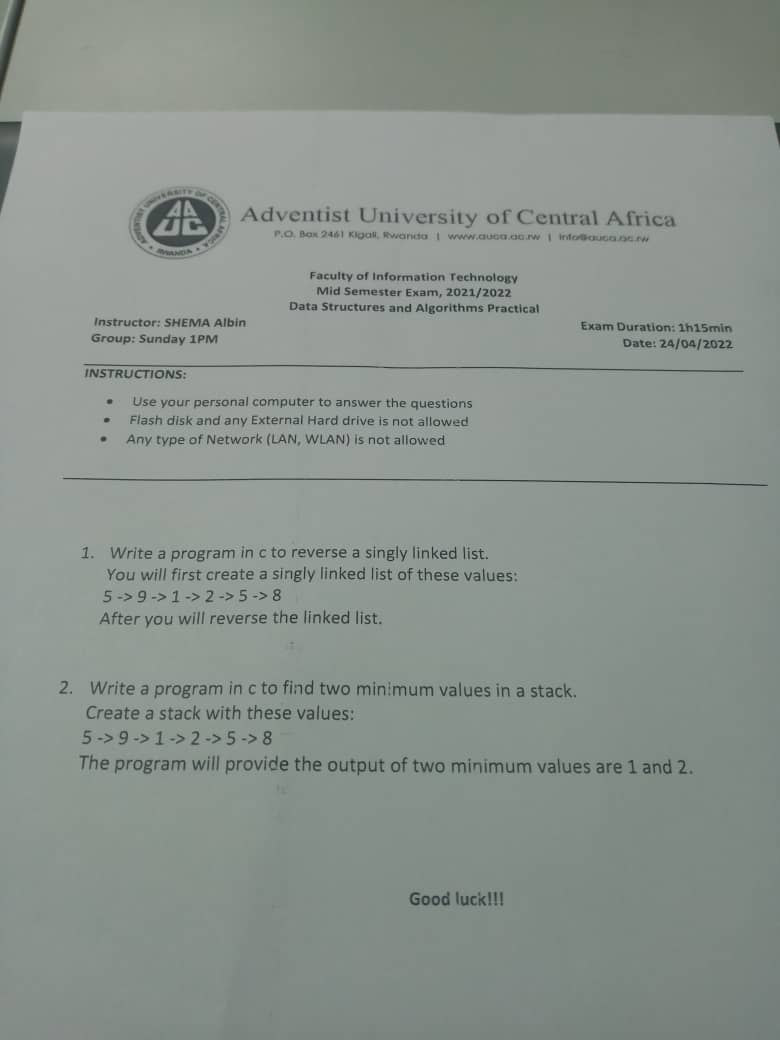 ADVENTIST UNIVERSITY OF CENTRAL AFRICA
AUCA
RWANDA
Adventist University of Central Africa
P.O. Box 2461 Kigali, Rwanda | www.auca.ac.rw | info@auca.ac.rw
Faculty of Information Technology
Mid Semester Exam, 2021/2022
Data Structures and Algorithms Practical
Instructor: SHEMA Albin
Group: Sunday 1PM
Exam Duration: 1h15min
Date: 24/04/2022
INSTRUCTIONS:
• Use your personal computer to answer the questions
• Flash disk and any External Hard drive is not allowed
• Any type of Network (LAN, WLAN) is not allowed
1. Write a program in c to reverse a singly linked list.
You will first create a singly linked list of these values:
5 -> 9 -> 1 -> 2 -> 5 -> 8
After you will reverse the linked list.
2. Write a program in c to find two minimum values in a stack.
Create a stack with these values:
5 -> 9 -> 1 -> 2 -> 5 -> 8
The program will provide the output of two minimum values are 1 and 2.
Good luck!!!